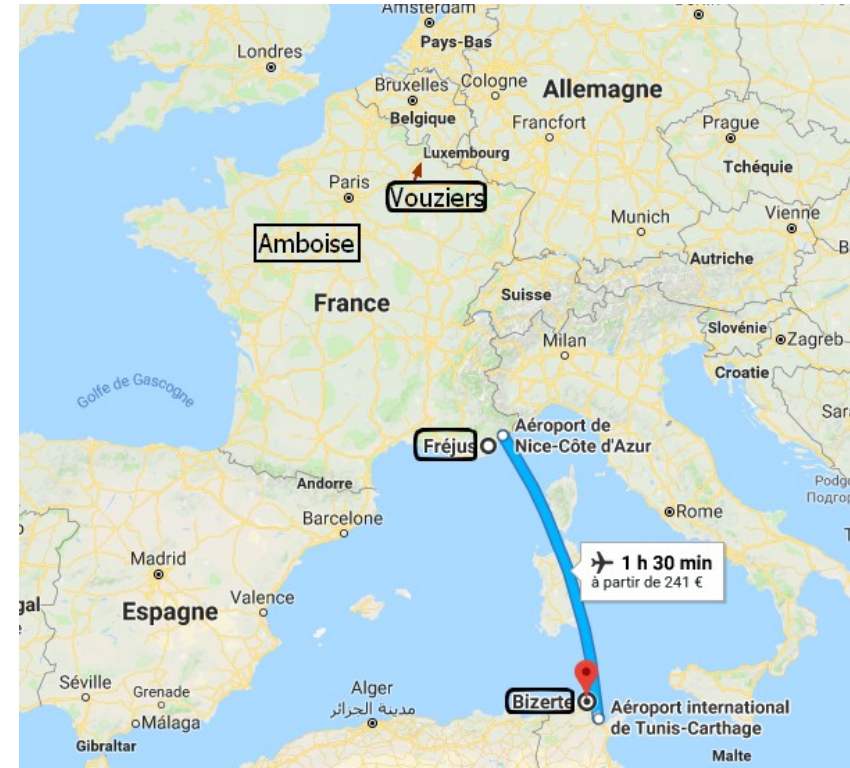 Amsterdam
Londres
Pays-Bas
Bruxelles
Cologne
Allemagne
Belgique
Francfort
Prague
Luxembourg
Tchéquie
Paris
Vouziers
Munich
Vienne
Amboise
Autriche
France
Suisse
Milan
Slovénie
Zagreb
Croatie
Golfe de Gascogne
Fréjus
Aéroport de
Nice-Côte d'Azur
Andorre
Barcelone
Rome
Madrid
1 h 30 min
à partir de 241 €
Espagne
Valence
Séville
Grenade
Alger
مدينة الجزائر
Málaga
Bizerte
Aéroport international
de Tunis-Carthage
Gibraltar
Malte